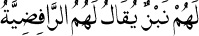 لَهُمْ نَبْزٌ يُقَالُ لَهُمُ الرَّافِضِيَّةُ